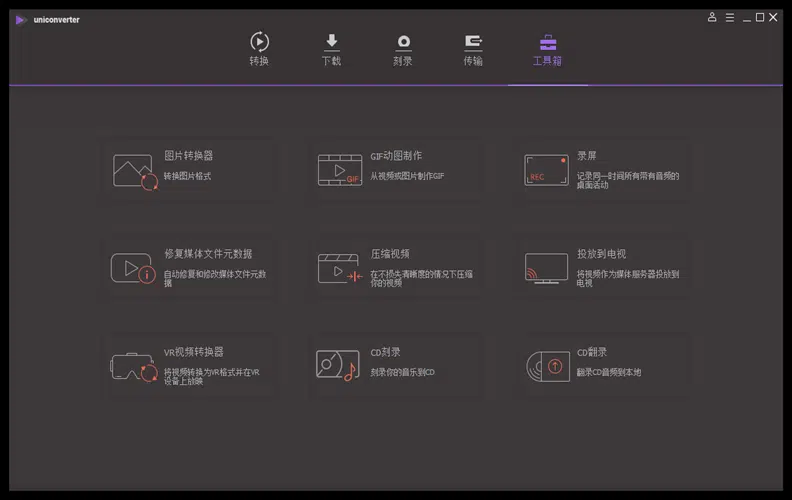 uniconverter
转换
下载
刻录
传输
工具箱
图片转换器
转换图片格式
GIF动图制作
从视频或图片制作GIF
GIF
录屏
记录同一时间所有带有音频的
桌面活动
REC
修复媒体文件元数据
自动修复和修改媒体文件元数
据
压缩视频
在不损失清晰度的情况下压缩
你的视频
投放到电视
将视频作为媒体服务器投放到
电视
VR视频转换器
将视频转换为VR格式并在VR
设备上放映
CD刻录
刻录你的音乐到CD
CD翻录
翻录CD音频到本地